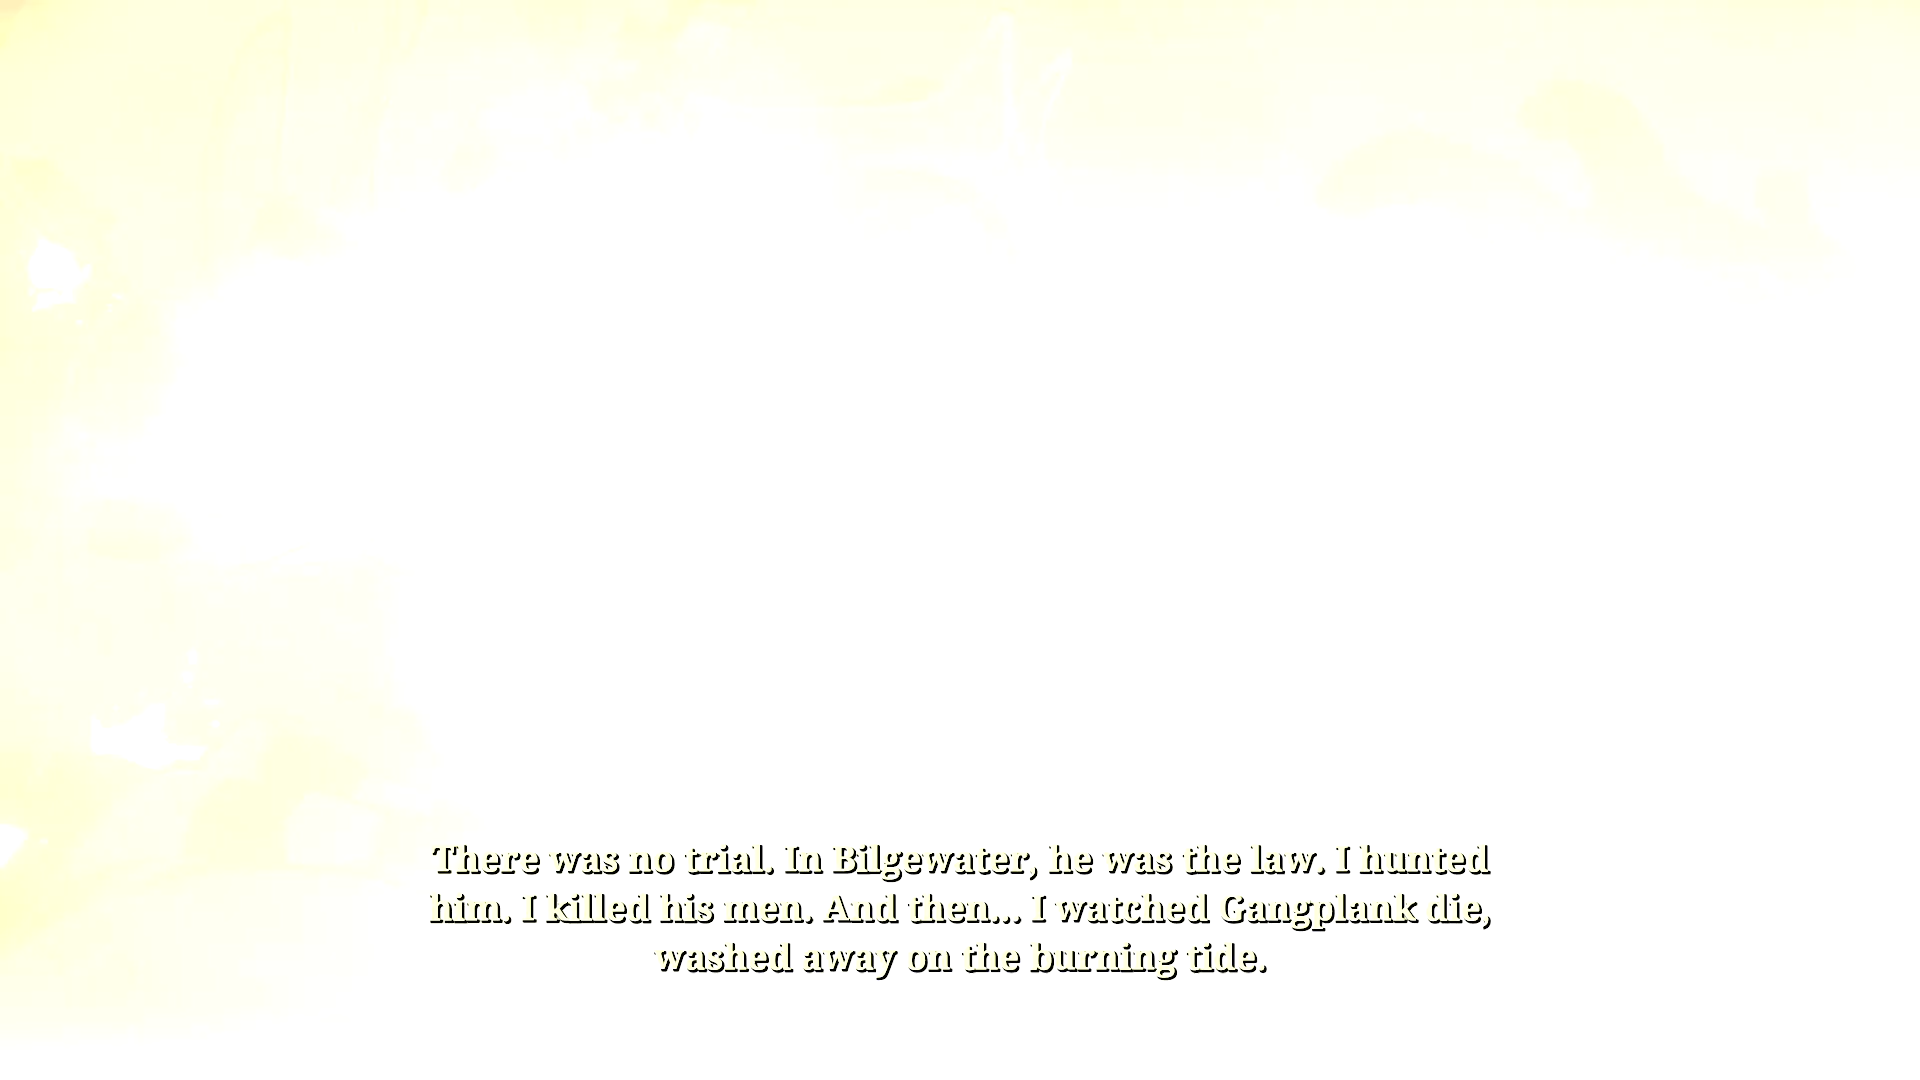 There was no trial. In Bilgewater, he was the law. I hunted
him. I killed his men. And then... I watched Gangplank die,
washed away on the burning tide.